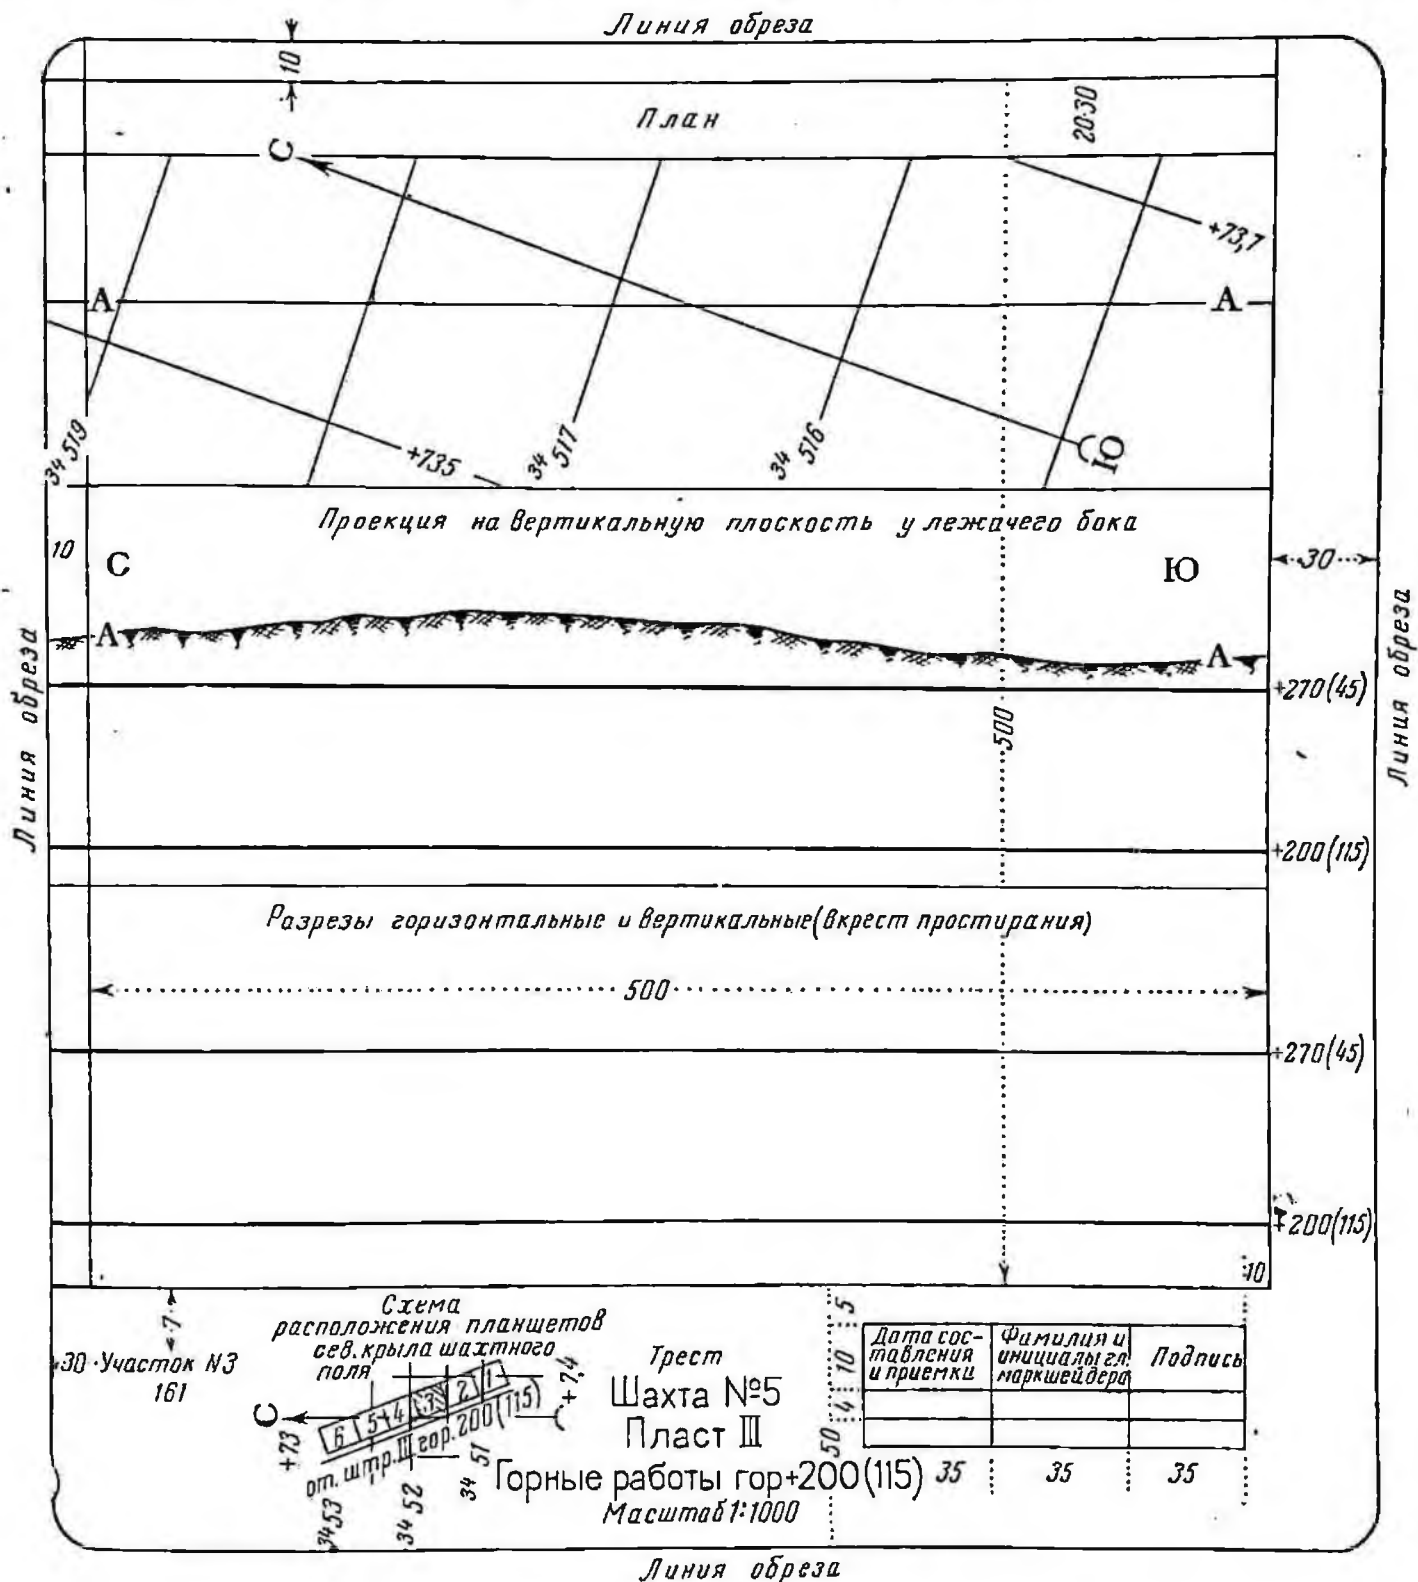 Линия обреза
10
План
20-30
С
+73,7
А
А
34 519
+735
34 517
34 516
Ю
Проекция на вертикальную плоскость у лежачего бока
10
С
Ю
30
А
А
+270(45)
Линия обреза
Линия обреза
500
+200(115)
Разрезы горизонтальные и вертикальные(вкрест простирания)
500
+270(45)
+200(115)
10
7
30
Участок N3
161
Схема
расположения планшетов
сев. крыла шахтного
поля
С
6 5 4 3 2 1
+73
+7,4
от. штр. III гор. 200(115)
34 53
34 52
34 51
Трест
Шахта №5
Пласт III
Горные работы гор+200(115)
Масштаб 1:1000
5
10
4
50
Дата сос-
тавления
и приемки
Фамилия и
инициалы гл.
маркшейдера
Подпись
35
35
35
Линия обреза